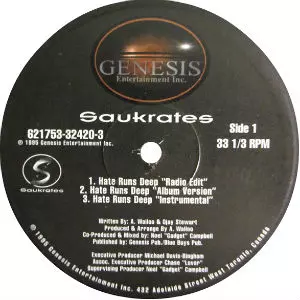 GENESIS
Entertainment Inc.
Saukrates
621753-32420-3
© 1995 Genesis Entertainment Inc.
Side 1
33 1/3 RPM
S
Saukrates
1. Hate Runs Deep "Radio Edit"
2. Hate Runs Deep "Album Version"
3. Hate Runs Deep "Instrumental"
Written By: A. Wailoo & Ojay Stewart
Produced & Arrange By A. Wailoo
Co-Produced & Mixed by: Noel "Gadget" Campbell
Published by: Genesis Pub./Blue Boys Pub.
Executive Producer Michael Davis-Bingham
Assoc. Executive Producer Chase "Lover"
Supervising Producer Noel "Gadget" Campbell
℗ 1995 Genesis Entertainment Inc. 432 Adelaide Street West Toronto, Canada